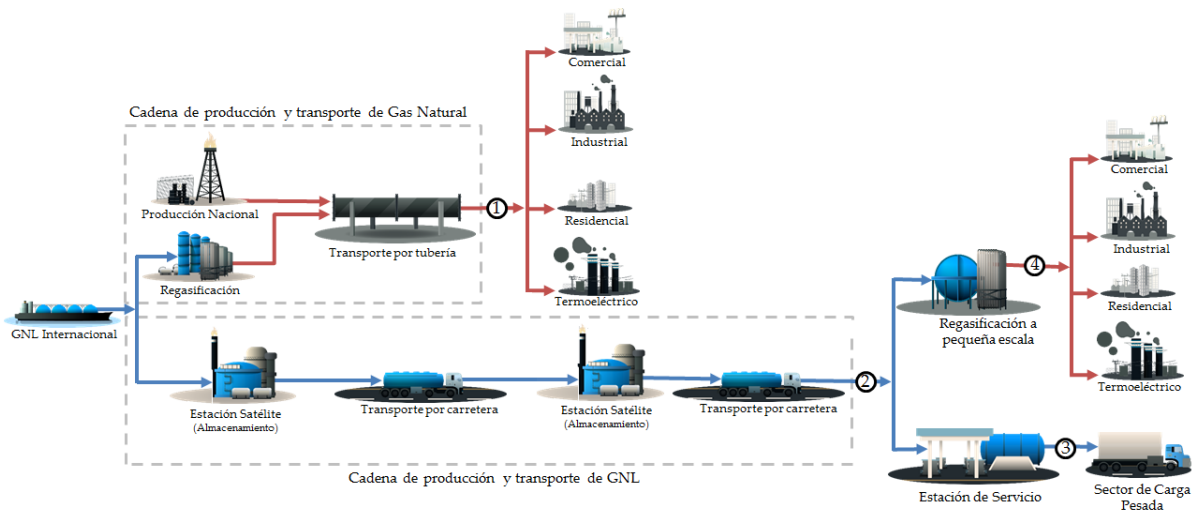 Comercial
Industrial
Cadena de producción y transporte de Gas Natural
Producción Nacional
Transporte por tubería
1
Residencial
Regasificación
Termoeléctrico
GNL Internacional
Estación Satélite
(Almacenamiento)
Transporte por carretera
Estación Satélite
(Almacenamiento)
Transporte por carretera
2
Cadena de producción y transporte de GNL
Regasificación a
pequeña escala
4
Comercial
Industrial
Residencial
Termoeléctrico
Estación de Servicio
3
Sector de Carga
Pesada